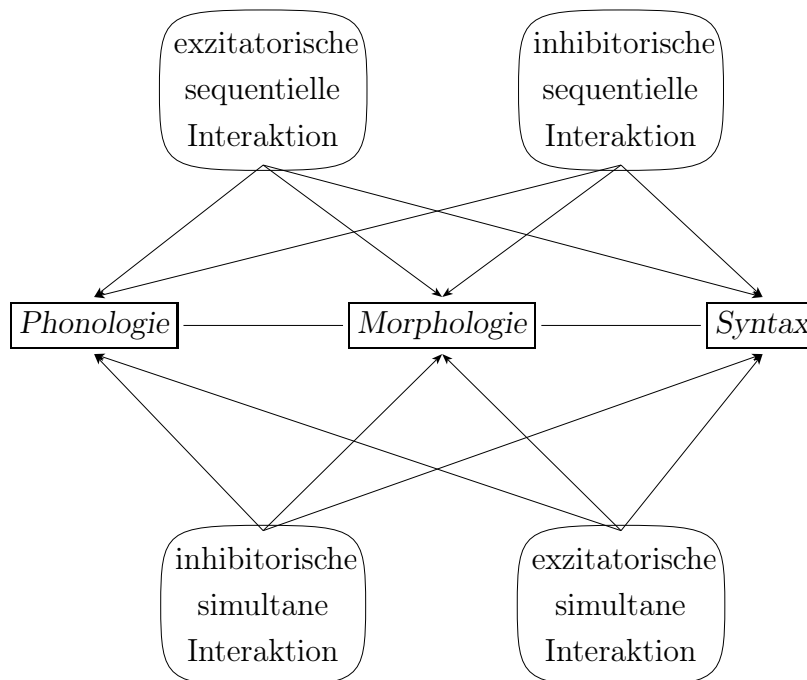 exzitatorische
sequentielle
Interaktion
inhibitorische
sequentielle
Interaktion
Phonologie
Morphologie
Syntax
inhibitorische
simultane
Interaktion
exzitatorische
simultane
Interaktion